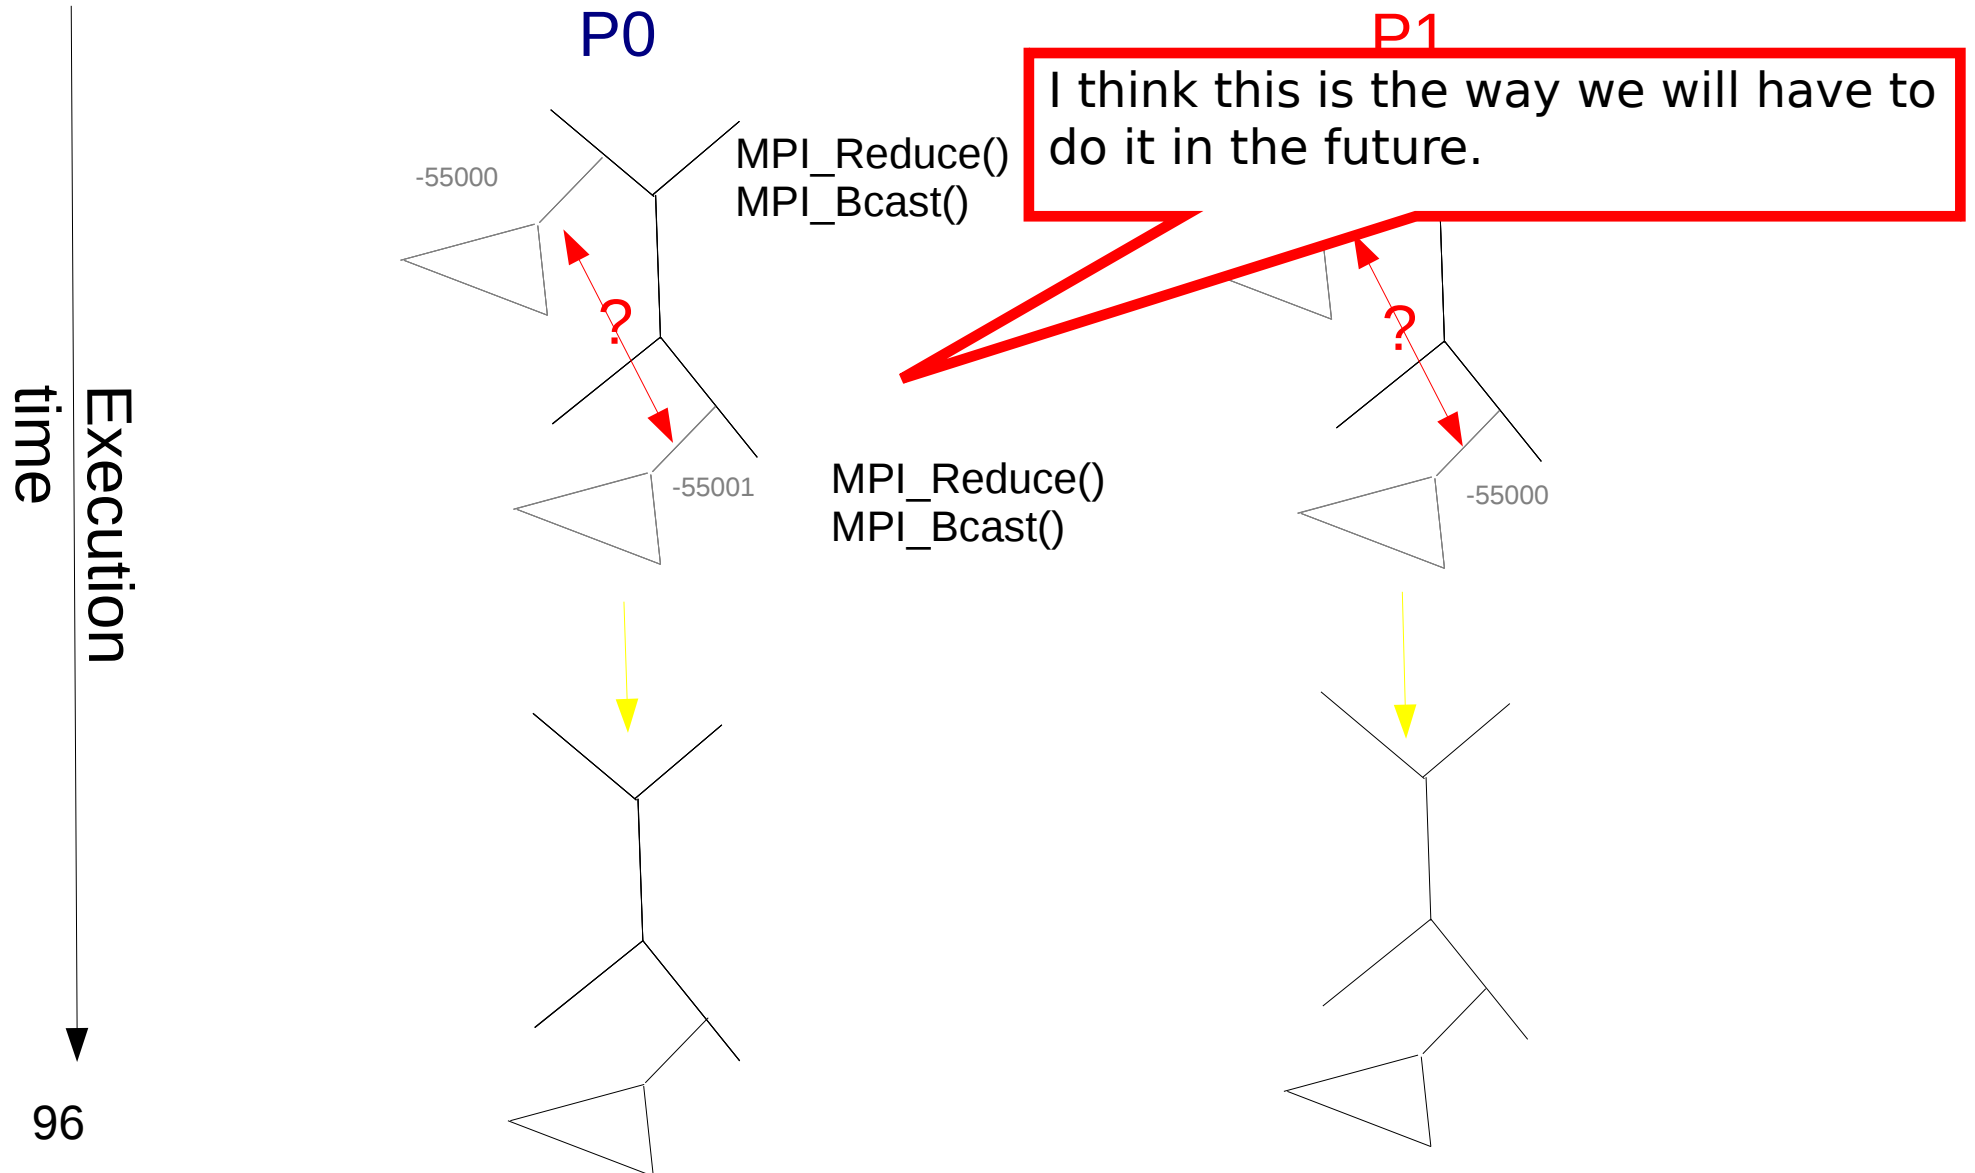 P0
P1
I think this is the way we will have to
do it in the future.
MPI_Reduce()
MPI_Bcast()
-55000
?
?
Execution
time
MPI_Reduce()
MPI_Bcast()
-55001
-55000
96